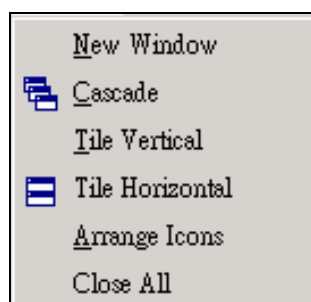 New Window
Cascade
Tile Vertical
Tile Horizontal
Arrange Icons
Close All